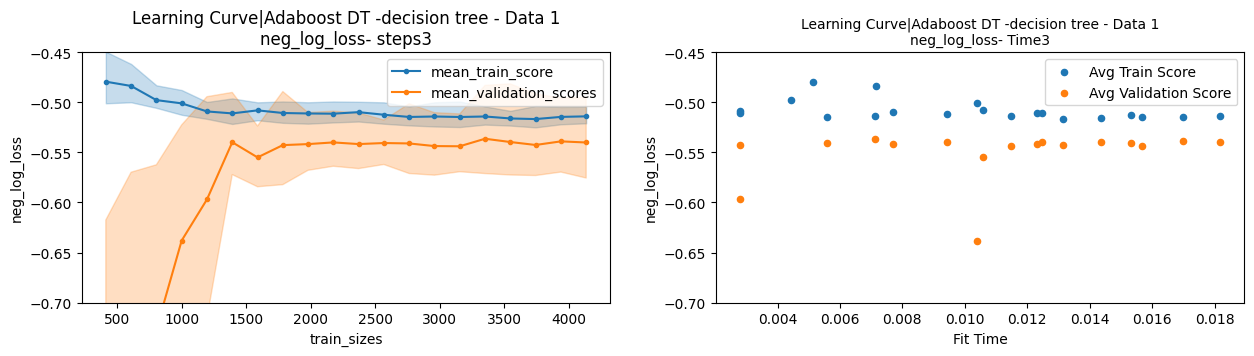 Learning Curve|Adaboost DT -decision tree - Data 1
neg_log_loss- steps3
−0.45
−0.50
−0.55
−0.60
−0.65
−0.70
neg_log_loss
mean_train_score
mean_validation_scores
500 1000 1500 2000 2500 3000 3500 4000
train_sizes
Learning Curve|Adaboost DT -decision tree - Data 1
neg_log_loss- Time3
−0.45
−0.50
−0.55
−0.60
−0.65
−0.70
neg_log_loss
Avg Train Score
Avg Validation Score
0.004 0.006 0.008 0.010 0.012 0.014 0.016 0.018
Fit Time